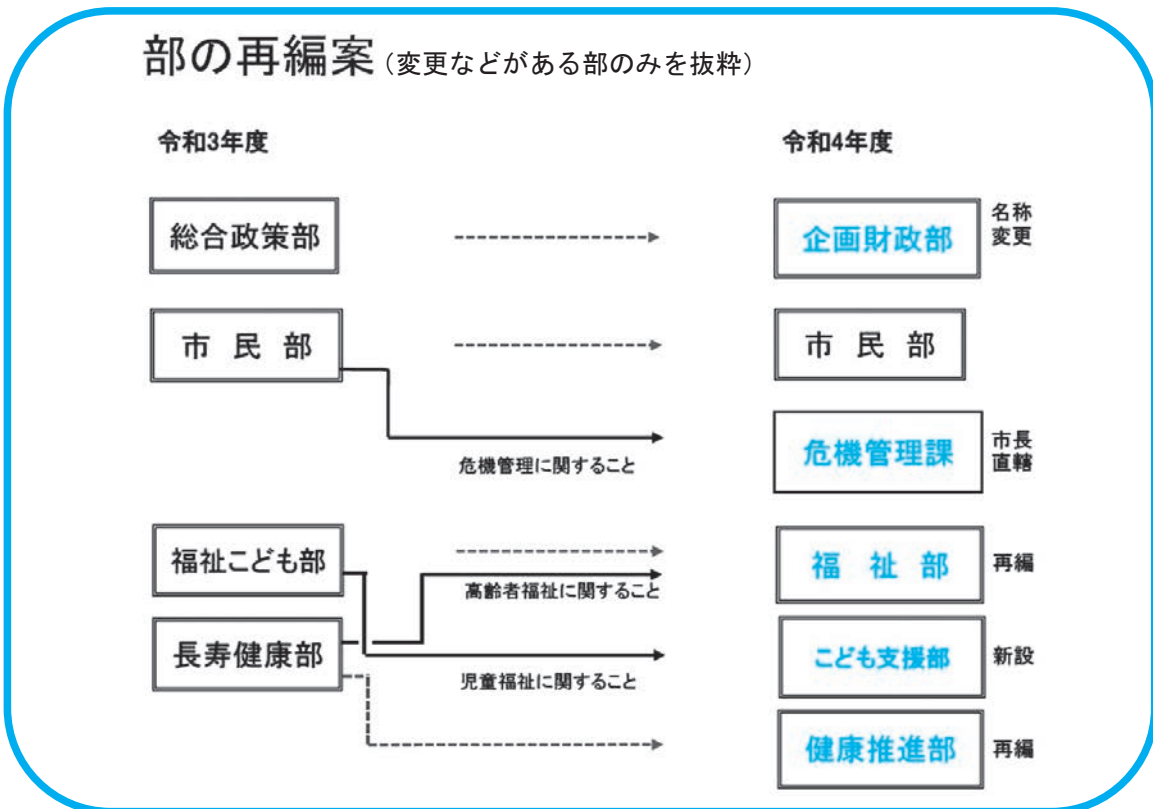 部の再編案(変更などがある部のみを抜粋)
令和3年度
令和4年度
総合政策部
企画財政部
名称
変更
市民部
市民部
危機管理に関すること
危機管理課
市長
直轄
福祉こども部
福祉部
再編
高齢者福祉に関すること
長寿健康部
こども支援部
新設
児童福祉に関すること
健康推進部
再編